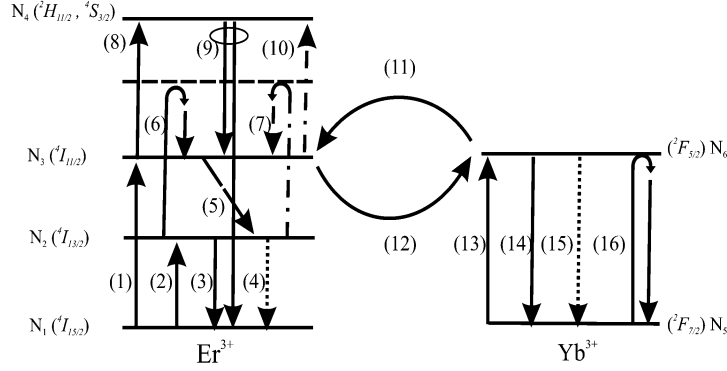 N₄ (²H₁₁/₂ , ⁴S₃/₂)
(8) (9) (10)
(11)
(6) (7)
N₃ (⁴I₁₁/₂)
(²F₅/₂) N₆
(5)
N₂ (⁴I₁₃/₂)
(12)
(13) (14) (15) (16)
(1) (2) (3) (4)
N₁ (⁴I₁₅/₂)
(²F₇/₂) N₅
Er³⁺
Yb³⁺